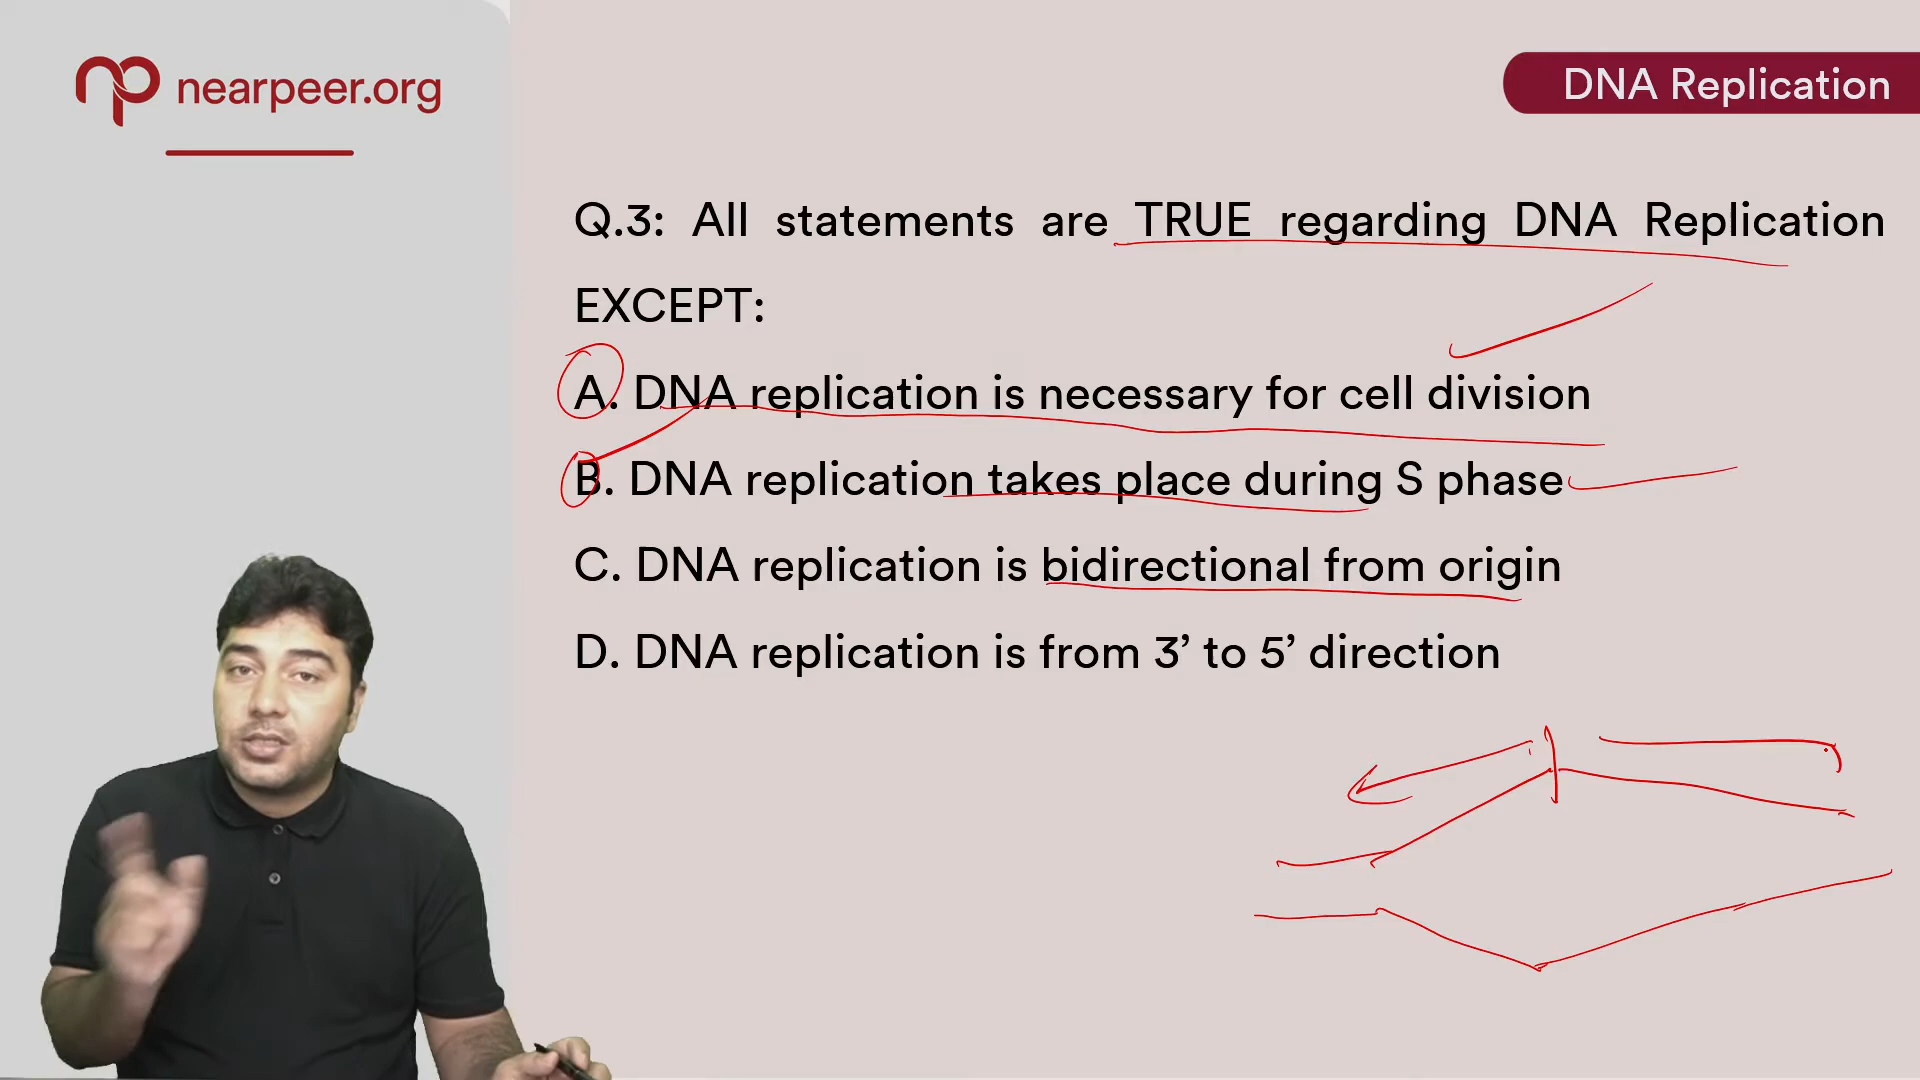 nearpeer.org
DNA Replication
Q.3: All statements are TRUE regarding DNA Replication
EXCEPT:
A. DNA replication is necessary for cell division
B. DNA replication takes place during S phase
C. DNA replication is bidirectional from origin
D. DNA replication is from 3’ to 5’ direction